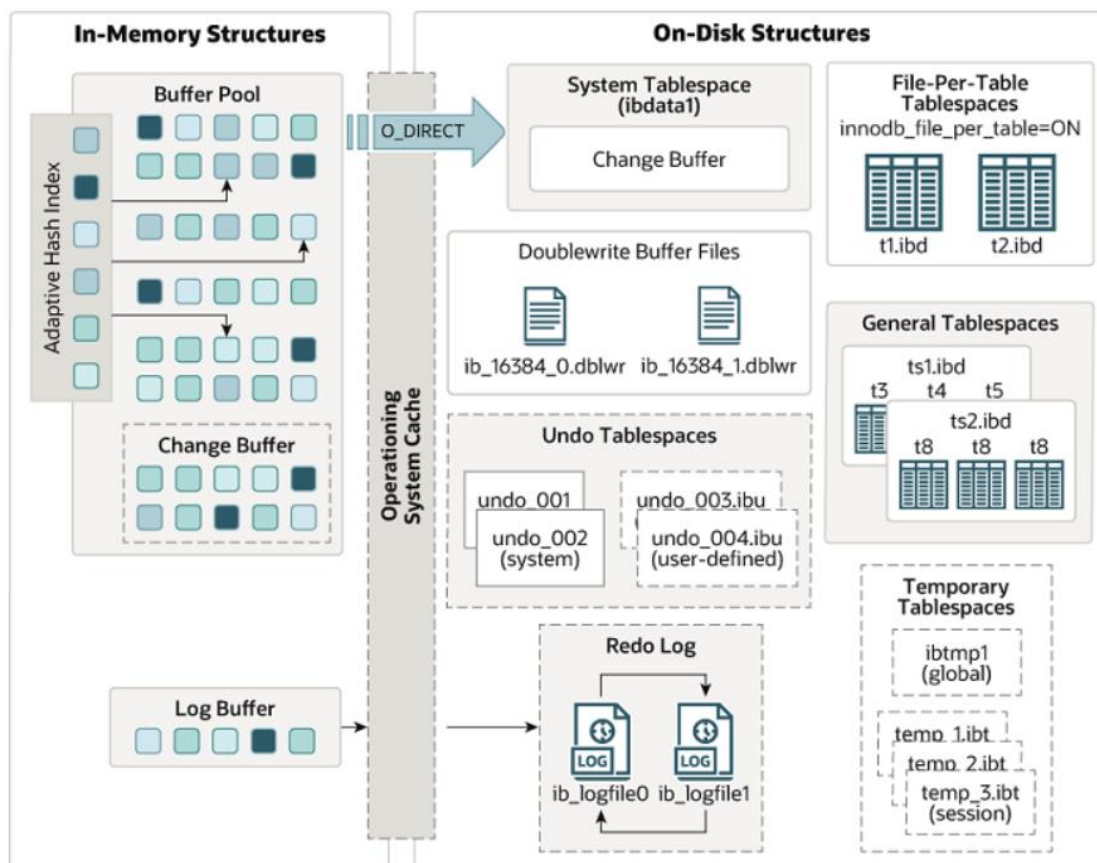 In-Memory Structures
Buffer Pool
Adaptive Hash Index
Change Buffer
Log Buffer
Operationing
System Cache
On-Disk Structures
O_DIRECT
System Tablespace
(ibdata1)
Change Buffer
File-Per-Table
Tablespaces
innodb_file_per_table=ON
t1.ibd
t2.ibd
Doublewrite Buffer Files
ib_16384_0.dblwr
ib_16384_1.dblwr
General Tablespaces
ts1.ibd
t3 t4 t5
ts2.ibd
t8 t8 t8
Undo Tablespaces
undo_001
undo_002
(system)
undo_003.ibu
undo_004.ibu
(user-defined)
Temporary
Tablespaces
ibtmp1
(global)
temp_1.ibt
temp_2.ibt
temp_3.ibt
(session)
Redo Log
LOG
LOG
ib_logfile0
ib_logfile1